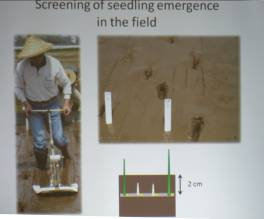 Screening of seedling emergence
in the field
2 cm